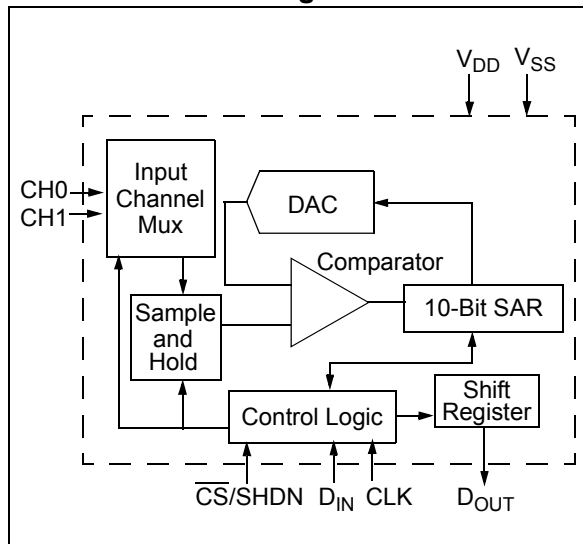 V_DD V_SS
Input
Channel
Mux
CH0
CH1
DAC
Comparator
Sample
and
Hold
10-Bit SAR
Control Logic
Shift
Register
C̅S̅/SHDN D_IN CLK D_OUT